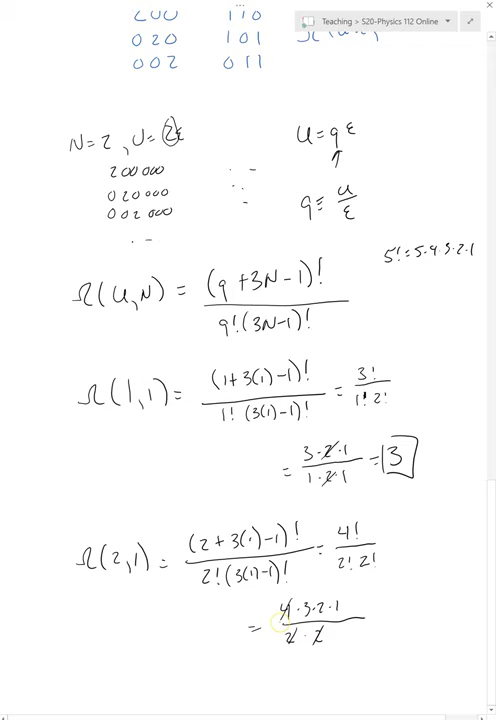 Teaching > S20-Physics 112 Online
200 110
020 101
002 011
N=2, U=2ε
U=qε
200000
020000
002000
q ≡ U/ε
5! = 5·4·3·2·1
Ω(U,N) = (q+3N-1)! / q!(3N-1)!
Ω(1,1) = (1+3(1)-1)! / 1!(3(1)-1)! = 3! / 1!2!
= 3·2·1 / 1·2·1 = 3
Ω(2,1) = (2+3(1)-1)! / 2!(3(1)-1)! = 4! / 2!2!
= 4·3·2·1 / 2·2